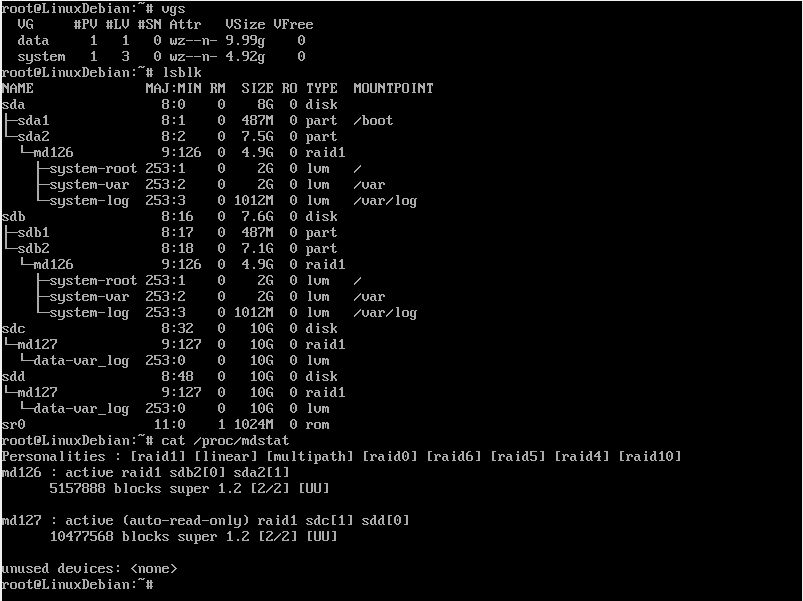 root@LinuxDebian:~# vgs
  VG     #PV #LV #SN Attr   VSize VFree
  data     1   1   0 wz--n- 9.99g    0
  system   1   3   0 wz--n- 4.92g    0
root@LinuxDebian:~# lsblk
NAME              MAJ:MIN RM  SIZE RO TYPE  MOUNTPOINT
sda                 8:0    0    8G  0 disk
├─sda1              8:1    0  487M  0 part  /boot
└─sda2              8:2    0  7.5G  0 part
  └─md126           9:126  0  4.9G  0 raid1
    ├─system-root 253:1    0    2G  0 lvm   /
    ├─system-var  253:2    0    2G  0 lvm   /var
    └─system-log  253:3    0 1012M  0 lvm   /var/log
sdb                 8:16   0  7.6G  0 disk
├─sdb1              8:17   0  487M  0 part
└─sdb2              8:18   0  7.1G  0 part
  └─md126           9:126  0  4.9G  0 raid1
    ├─system-root 253:1    0    2G  0 lvm   /
    ├─system-var  253:2    0    2G  0 lvm   /var
    └─system-log  253:3    0 1012M  0 lvm   /var/log
sdc                 8:32   0   10G  0 disk
└─md127             9:127  0   10G  0 raid1
  └─data-var_log  253:0    0   10G  0 lvm
sdd                 8:48   0   10G  0 disk
└─md127             9:127  0   10G  0 raid1
  └─data-var_log  253:0    0   10G  0 lvm
sr0                11:0    1 1024M  0 rom
root@LinuxDebian:~# cat /proc/mdstat
Personalities : [raid1] [linear] [multipath] [raid0] [raid6] [raid5] [raid4] [raid10]
md126 : active raid1 sdb2[0] sda2[1]
      5157888 blocks super 1.2 [2/2] [UU]

md127 : active (auto-read-only) raid1 sdc[1] sdd[0]
      10477568 blocks super 1.2 [2/2] [UU]

unused devices: <none>
root@LinuxDebian:~#